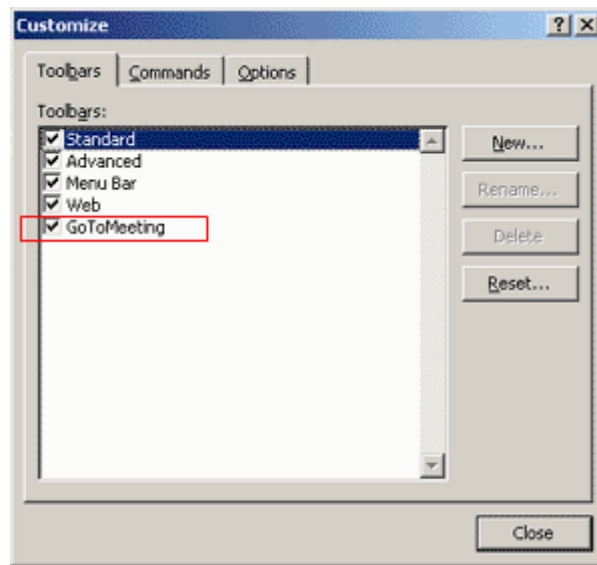 Customize
Toolbars Commands Options
Toolbars:
Standard
Advanced
Menu Bar
Web
GoToMeeting
New...
Rename...
Delete
Reset...
Close